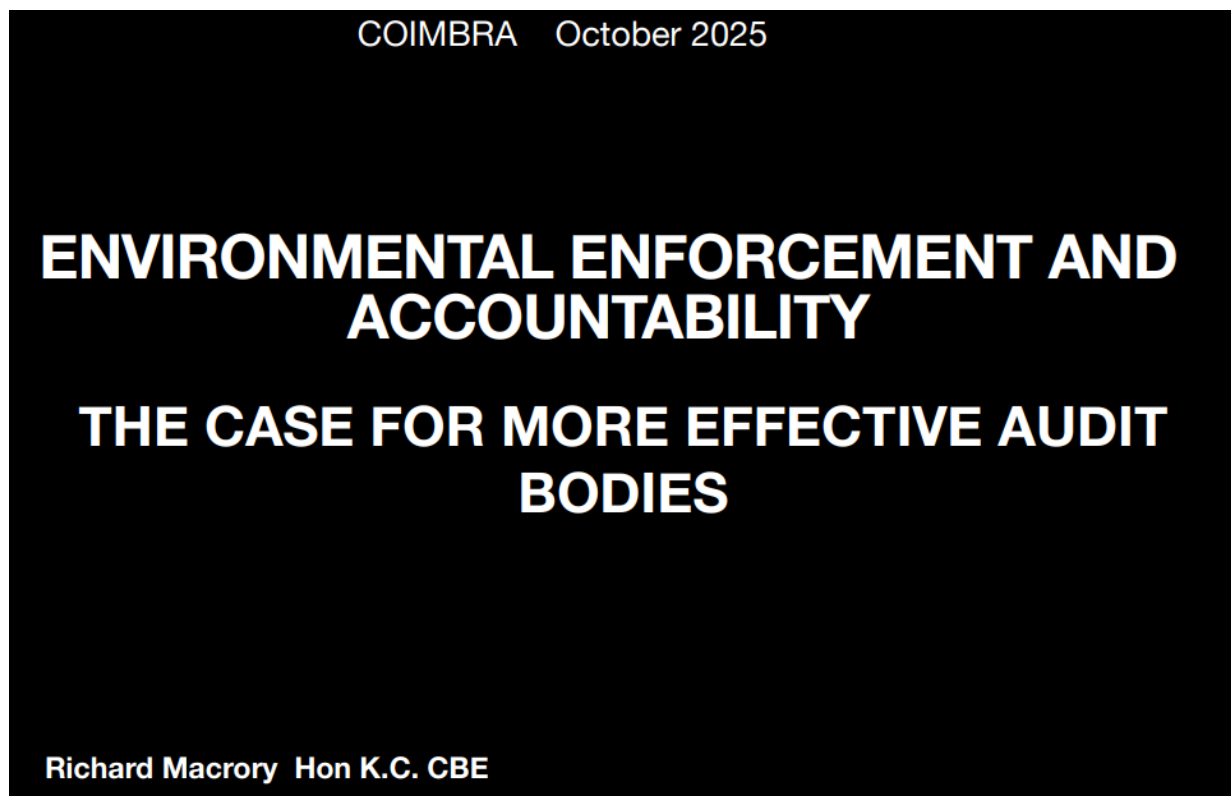 COIMBRA October 2025
ENVIRONMENTAL ENFORCEMENT AND
ACCOUNTABILITY
THE CASE FOR MORE EFFECTIVE AUDIT
BODIES
Richard Macrory Hon K.C. CBE